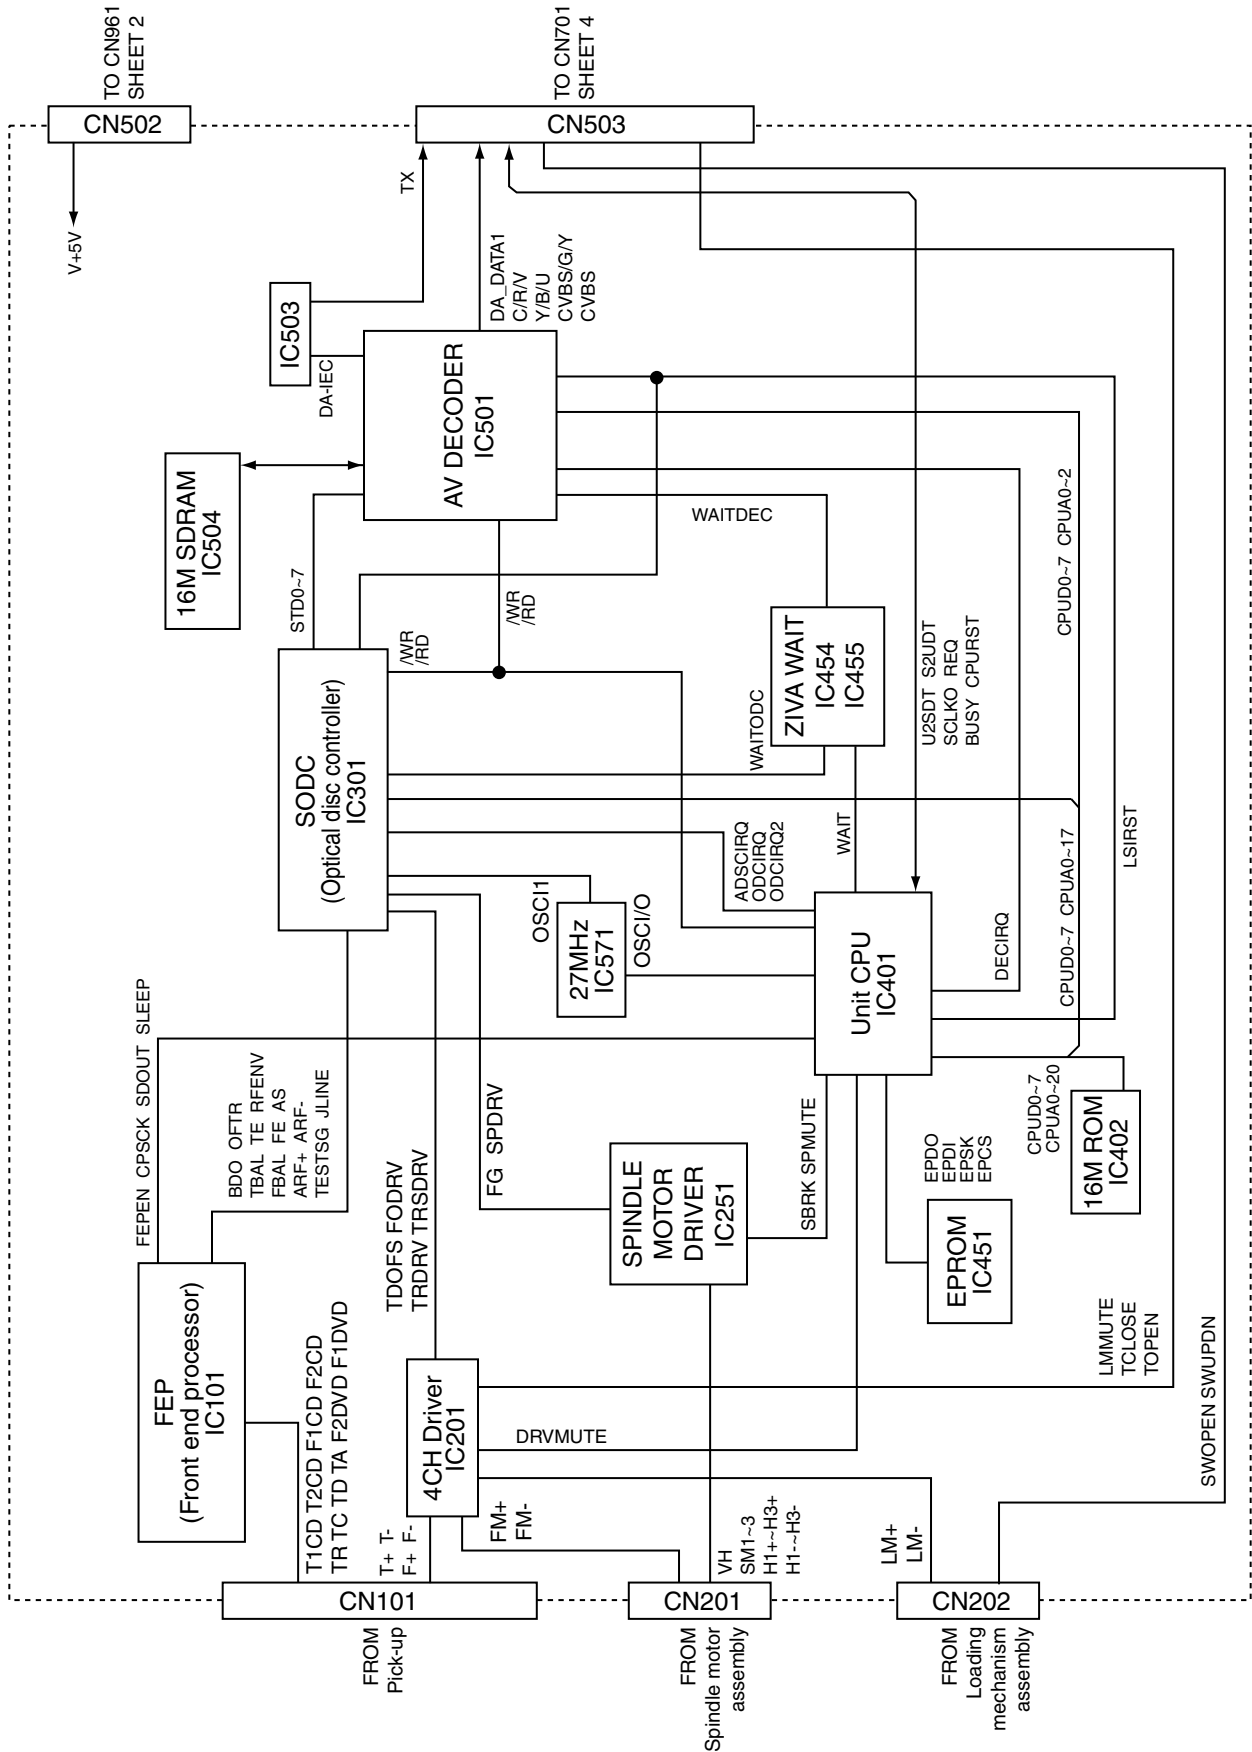 TO CN961
SHEET 2
CN502
V+5V
TO CN701
SHEET 4
CN503
TX
IC503
DA-IEC
DA_DATA1
C/R/V
Y/B/U
CVBS/G/Y
CVBS
16M SDRAM
IC504
AV DECODER
IC501
STD0~7
/WR
/RD
/WR
/RD
WAITDEC
SODC
(Optical disc controller)
IC301
ZIVA WAIT
IC454
IC455
WAITODC
WAIT
U2SDT S2UDT
SCLKO REQ
BUSY CPURST
CPUD0~7 CPUA0~2
CPUD0~7 CPUA0~17
LSIRST
DECIRQ
ADSCIRQ
ODCIRQ
ODCIRQ2
OSCI1
27MHz
IC571
OSCI/O
Unit CPU
IC401
FEPEN CPSCK SDOUT SLEEP
BDO OFTR
TBAL TE RFENV
FBAL FE AS
ARF+ ARF-
TESTSG JLINE
FG SPDRV
TDOFS FODRV
TRDRV TRSDRV
SPINDLE
MOTOR
DRIVER
IC251
SBRK SPMUTE
EPDO
EPDI
EPSK
EPCS
EPROM
IC451
CPUD0~7
CPUA0~20
16M ROM
IC402
FEP
(Front end processor)
IC101
T1CD T2CD F1CD F2CD
TR TC TD TA F2DVD F1DVD
4CH Driver
IC201
DRVMUTE
LMMUTE
TCLOSE
TOPEN
SWOPEN SWUPDN
T+ T-
F+ F-
FM+
FM-
VH
SM1~3
H1+~H3+
H1-~H3-
LM+
LM-
CN101
FROM
Pick-up
CN201
FROM
Spindle motor
assembly
CN202
FROM
Loading
mechanism
assembly